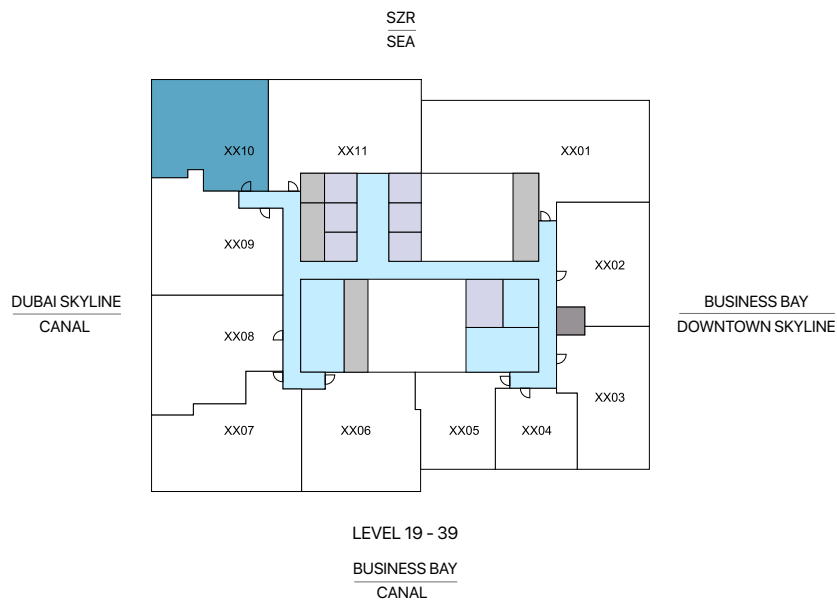 SZR
SEA
XX10
XX11
XX01
XX09
XX02
DUBAI SKYLINE
CANAL
BUSINESS BAY
DOWNTOWN SKYLINE
XX08
XX03
XX07
XX06
XX05
XX04
LEVEL 19 - 39
BUSINESS BAY
CANAL